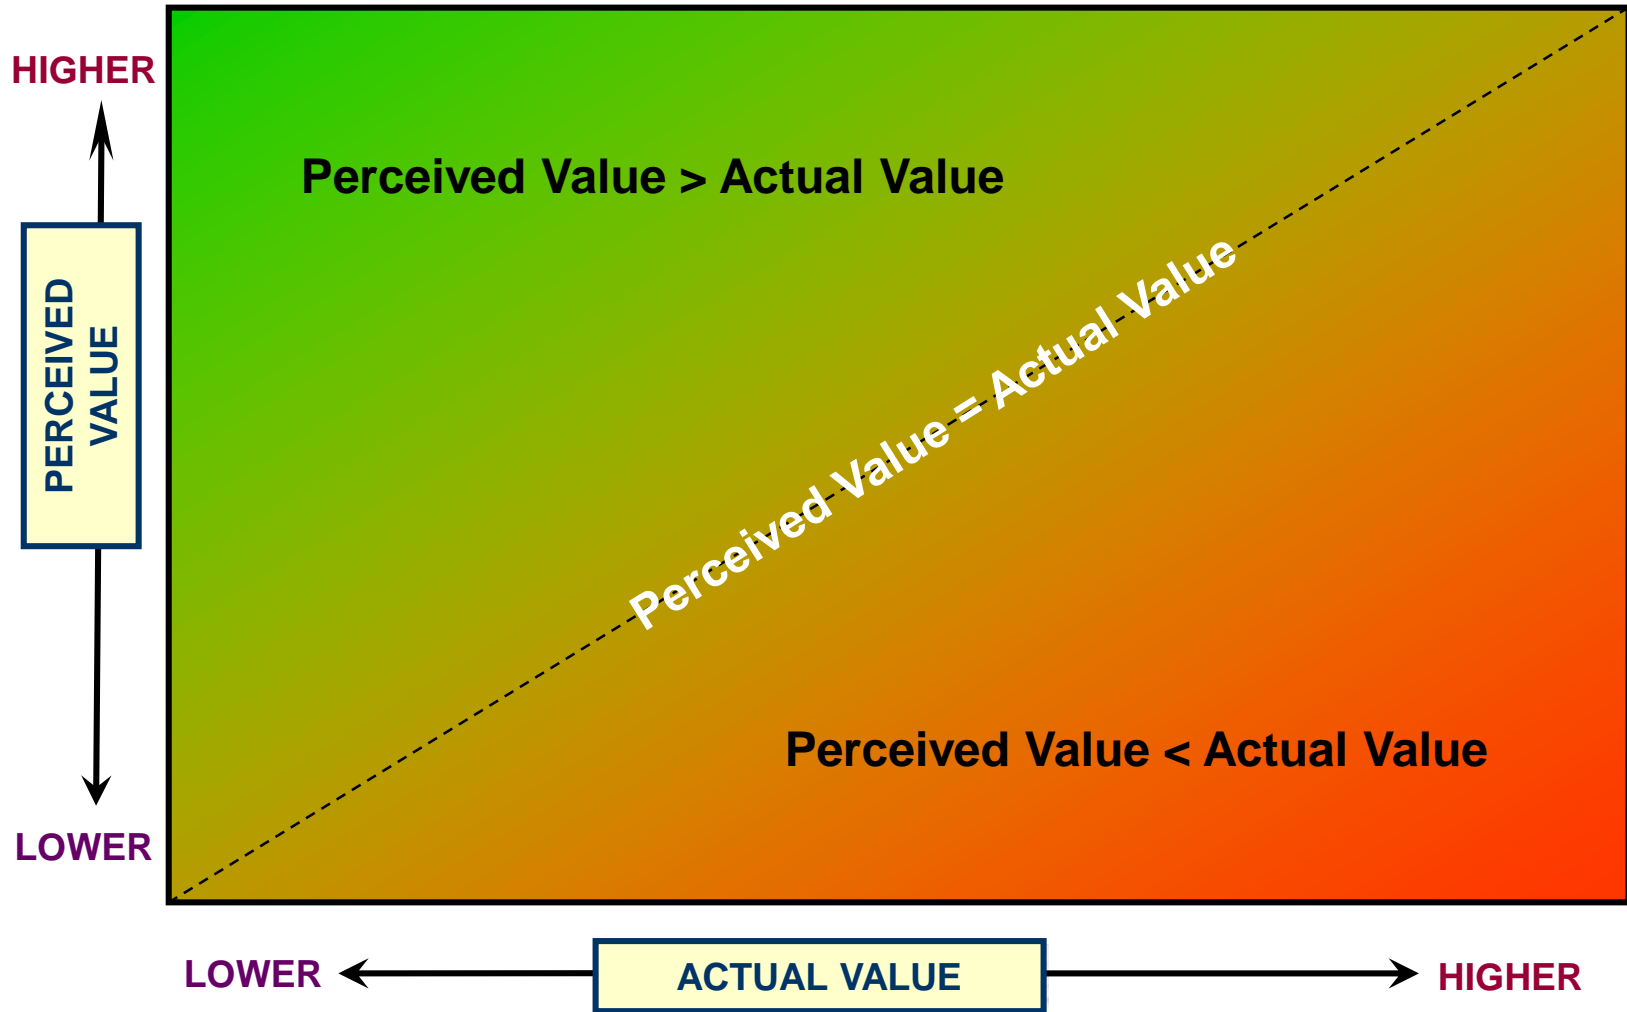 HIGHER
Perceived Value > Actual Value
PERCEIVED
VALUE
Perceived Value = Actual Value
Perceived Value < Actual Value
LOWER
LOWER
ACTUAL VALUE
HIGHER